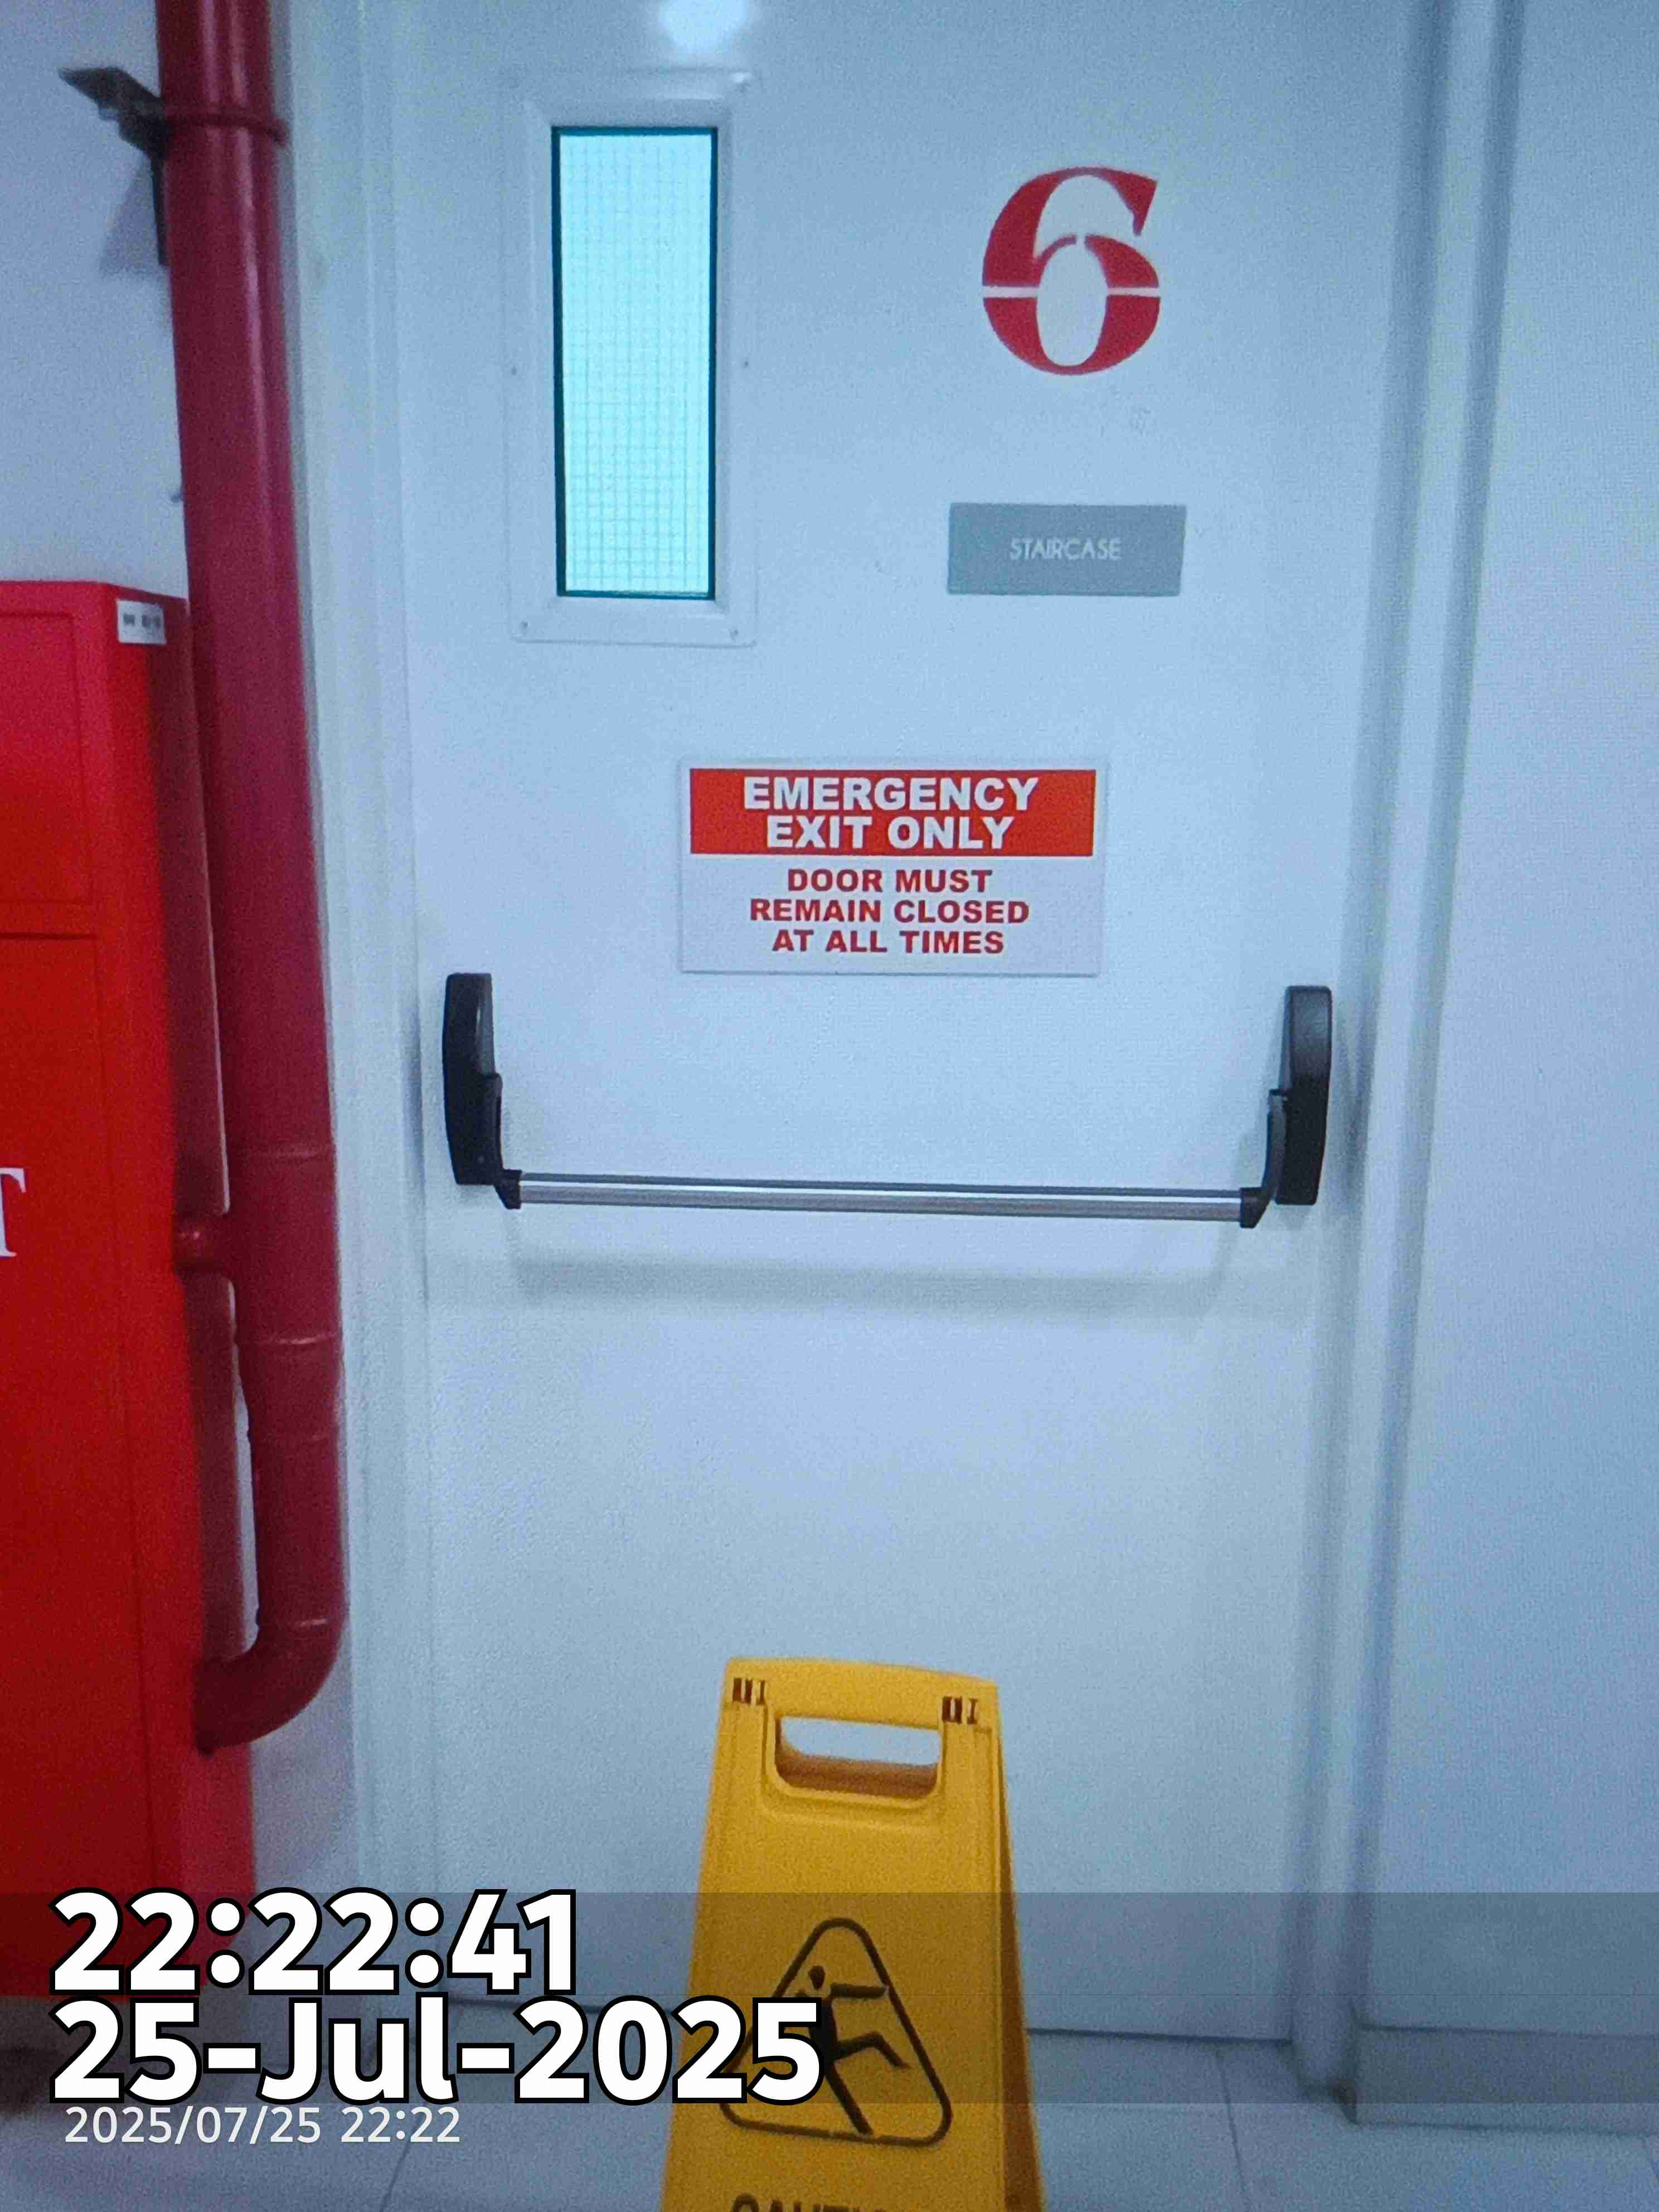 6
STAIRCASE
EMERGENCY
EXIT ONLY
DOOR MUST
REMAIN CLOSED
AT ALL TIMES
T
22:22:41
25-Jul-2025
2025/07/25 22:22